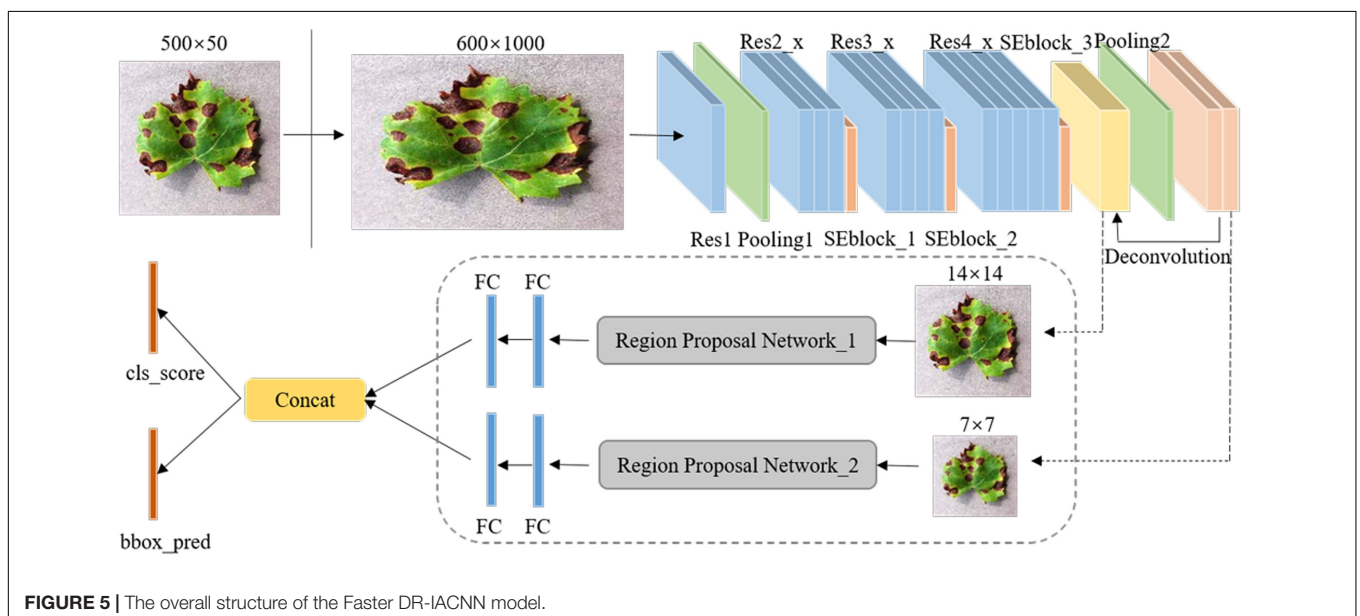 500×50
600×1000
Res2_x
Res3_x
Res4_x
SEblock_3
Pooling2
Res1
Pooling1
SEblock_1
SEblock_2
Deconvolution
FC
FC
14×14
Region Proposal Network_1
cls_score
Concat
7×7
Region Proposal Network_2
FC
FC
bbox_pred
FIGURE 5 | The overall structure of the Faster DR-IACNN model.